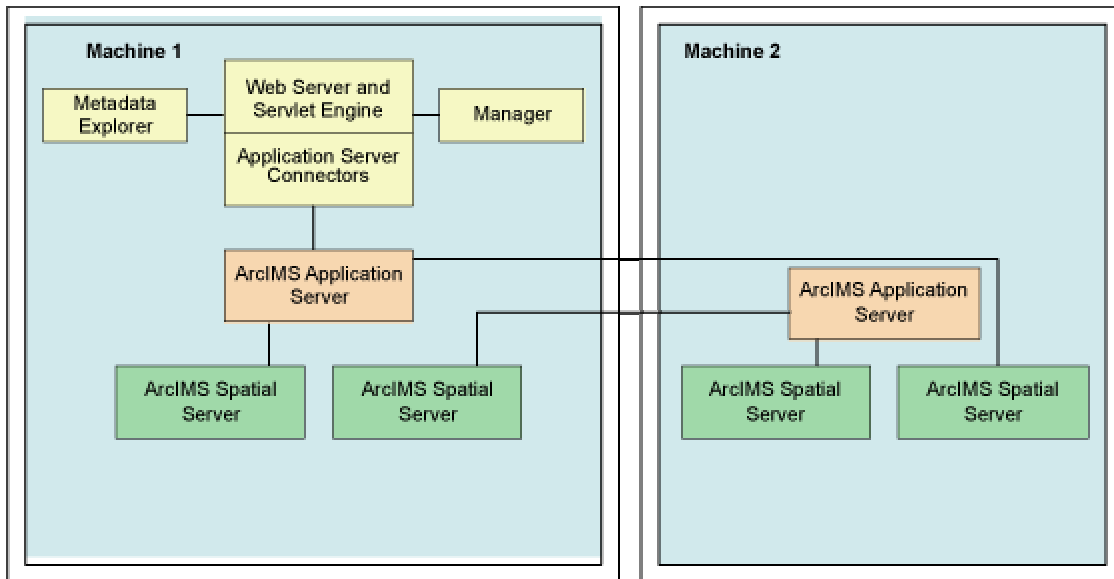 Machine 1
Metadata
Explorer
Web Server and
Servlet Engine
Manager
Application Server
Connectors
ArcIMS Application
Server
ArcIMS Spatial
Server
ArcIMS Spatial
Server
Machine 2
ArcIMS Application
Server
ArcIMS Spatial
Server
ArcIMS Spatial
Server